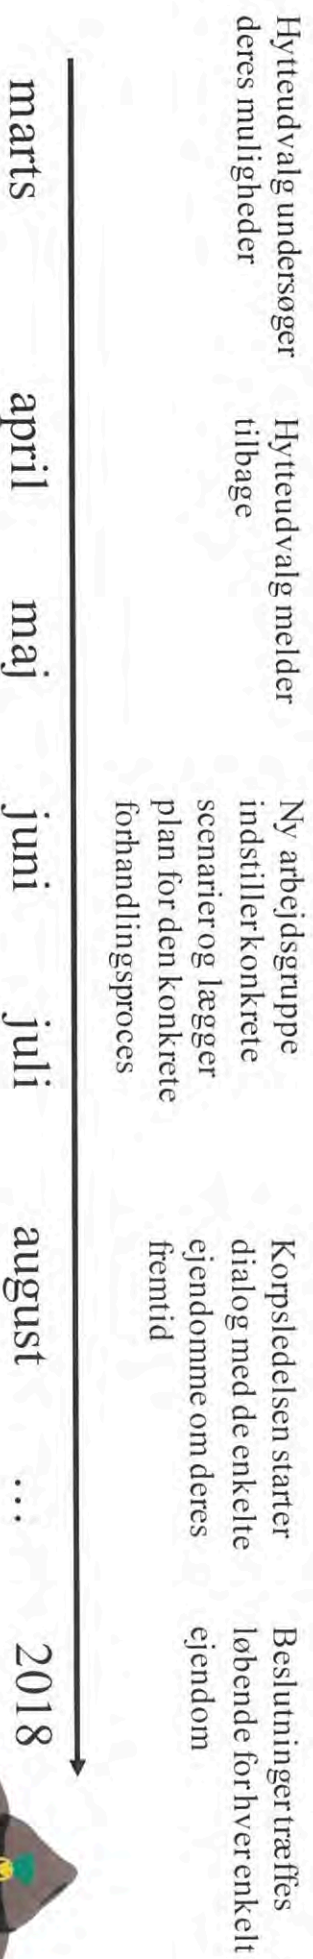 Hytteudvalg undersøger
deres muligheder
Hytteudvalg melder
tilbage
Ny arbejdsgruppe
indstiller konkrete
scenarier og lægger
plan for den konkrete
forhandlingsproces
Korpsledelsen starter
dialog med de enkelte
ejendomme om deres
fremtid
Beslutninger træffes
løbende for hver enkelt
ejendom
marts april maj juni juli august ... 2018